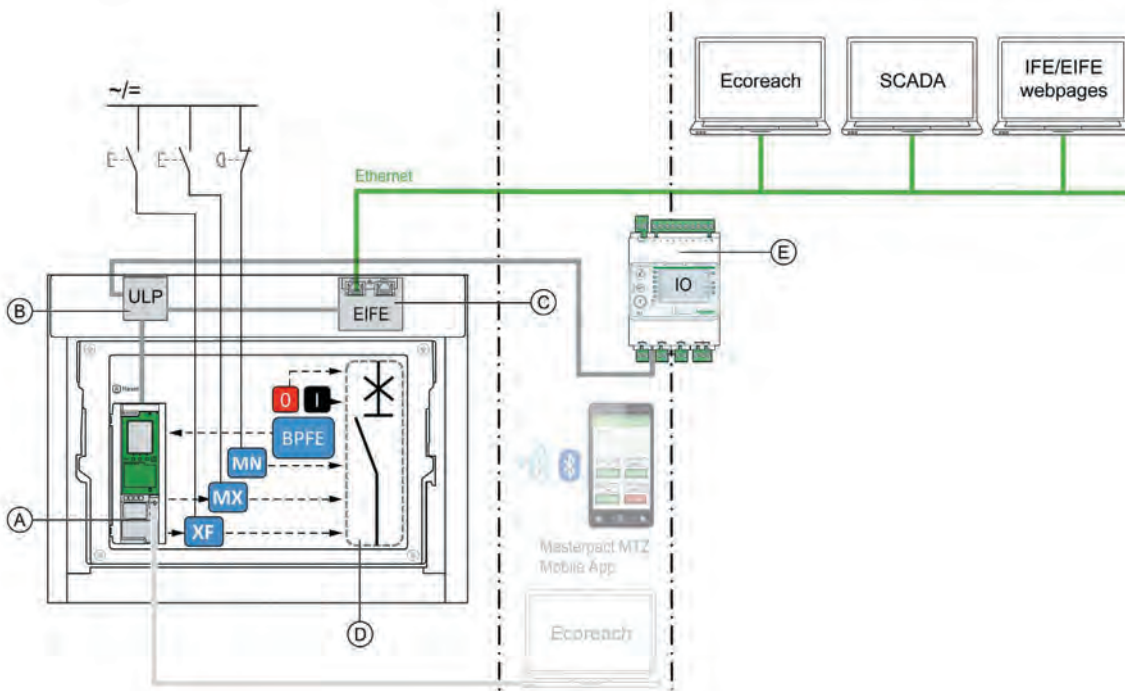 ~/=
Ecoreach
SCADA
IFE/EIFE
webpages
Ethernet
E
IO
ULP
B
EIFE
C
Reset
0
I
BPFE
MN
MX
A
XF
D
Masterpact MTZ
Mobile App
Ecoreach